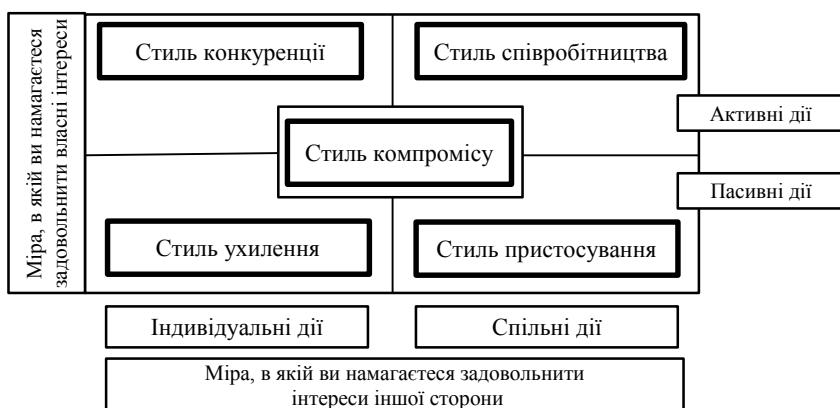 Міра, в якій ви намагаєтеся
задовольнити власні інтереси
Стиль конкуренції
Стиль співробітництва
Активні дії
Стиль компромісу
Пасивні дії
Стиль ухилення
Стиль пристосування
Індивідуальні дії
Спільні дії
Міра, в якій ви намагаєтеся задовольнити
інтереси іншої сторони